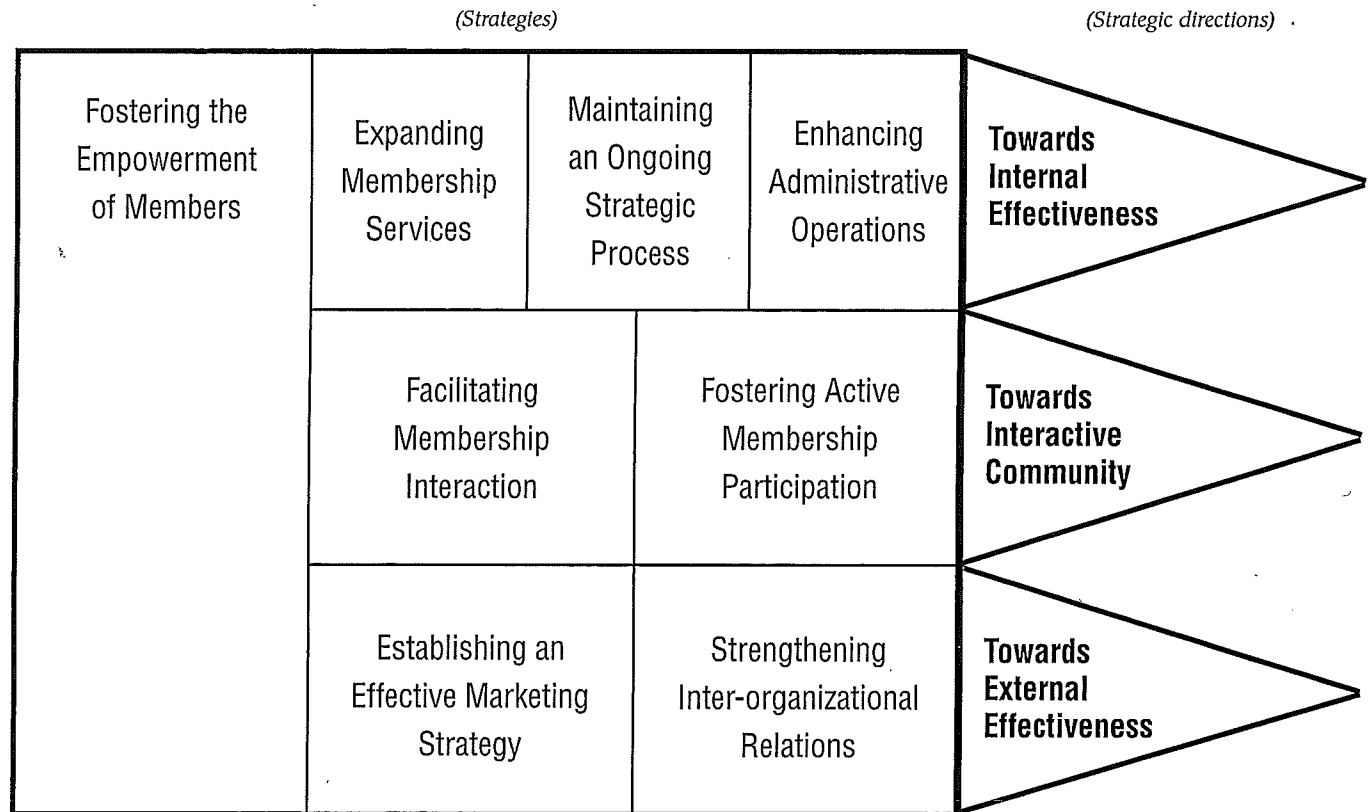 (Strategies)
(Strategic directions)
Fostering the
Empowerment
of Members
Expanding
Membership
Services
Maintaining
an Ongoing
Strategic
Process
Enhancing
Administrative
Operations
Towards
Internal
Effectiveness
Facilitating
Membership
Interaction
Fostering Active
Membership
Participation
Towards
Interactive
Community
Establishing an
Effective Marketing
Strategy
Strengthening
Inter-organizational
Relations
Towards
External
Effectiveness